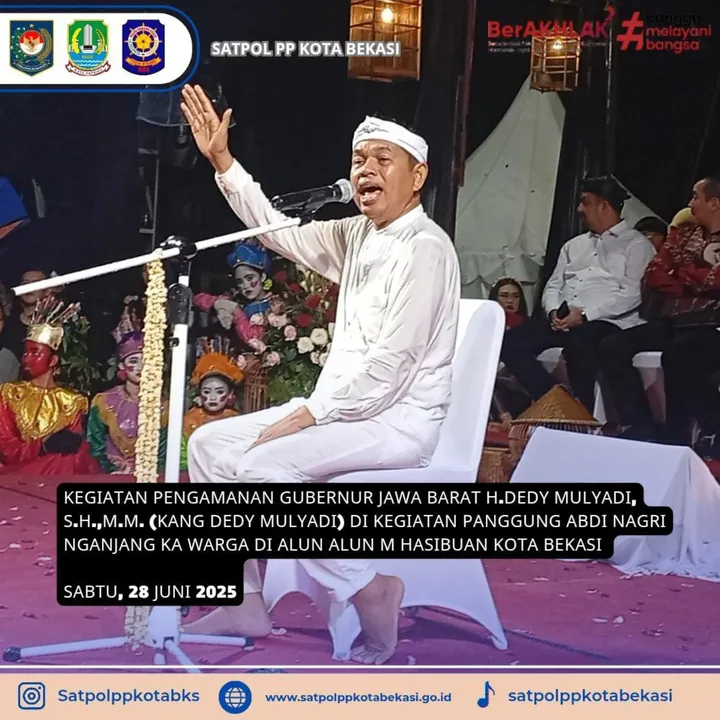 SATPOL PP KOTA BEKASI
BerAKHLAK
# bangga
melayani
bangsa
KEGIATAN PENGAMANAN GUBERNUR JAWA BARAT H.DEDY MULYADI,
S.H.,M.M. (KANG DEDY MULYADI) DI KEGIATAN PANGGUNG ABDI NAGRI
NGANJANG KA WARGA DI ALUN ALUN M HASIBUAN KOTA BEKASI
SABTU, 28 JUNI 2025
Satpolppkotabks
www.satpolppkotabekasi.go.id
satpolppkotabekasi